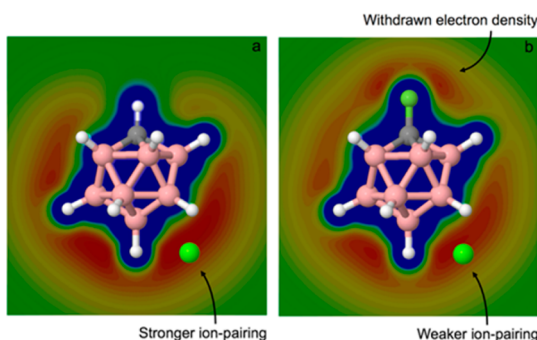 Withdrawn electron density
a
b
Stronger ion-pairing
Weaker ion-pairing